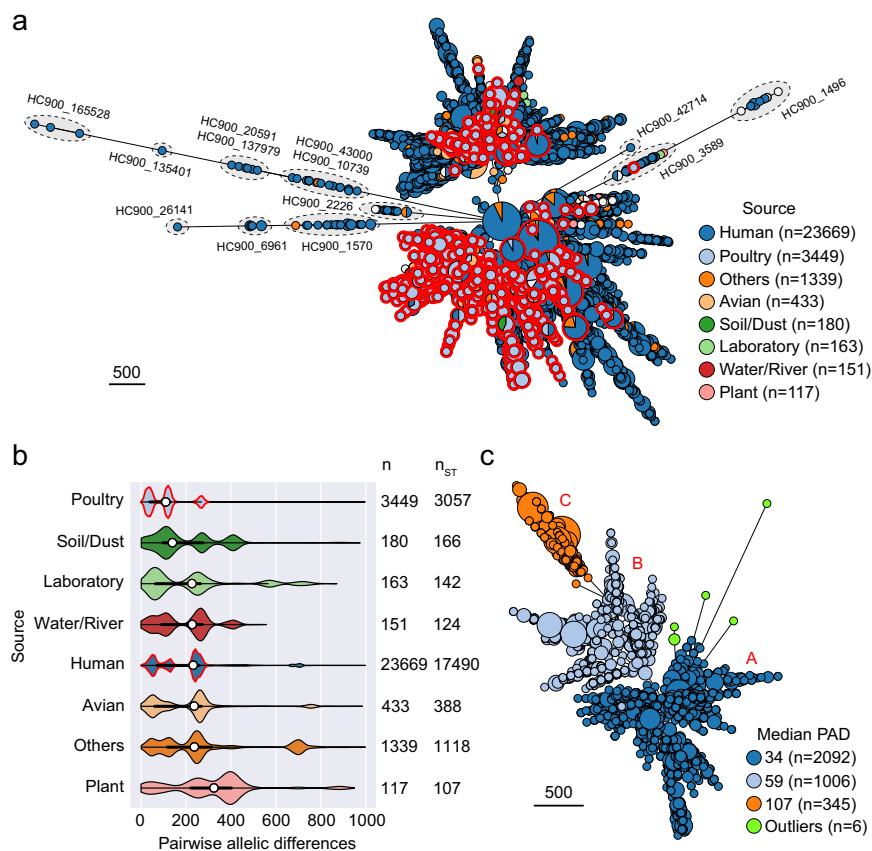 a
HC900_165528
HC900_135401
HC900_20591
HC900_137979
HC900_43000
HC900_10739
HC900_2226
HC900_26141
HC900_6961
HC900_1570
HC900_42714
HC900_1496
HC900_3589
500
Source
Human (n=23669)
Poultry (n=3449)
Others (n=1339)
Avian (n=433)
Soil/Dust (n=180)
Laboratory (n=163)
Water/River (n=151)
Plant (n=117)
b
n nST
Source
Poultry 3449 3057
Soil/Dust 180 166
Laboratory 163 142
Water/River 151 124
Human 23669 17490
Avian 433 388
Others 1339 1118
Plant 117 107
0 200 400 600 800 1000
Pairwise allelic differences
c
C
B
A
500
Median PAD
34 (n=2092)
59 (n=1006)
107 (n=345)
Outliers (n=6)